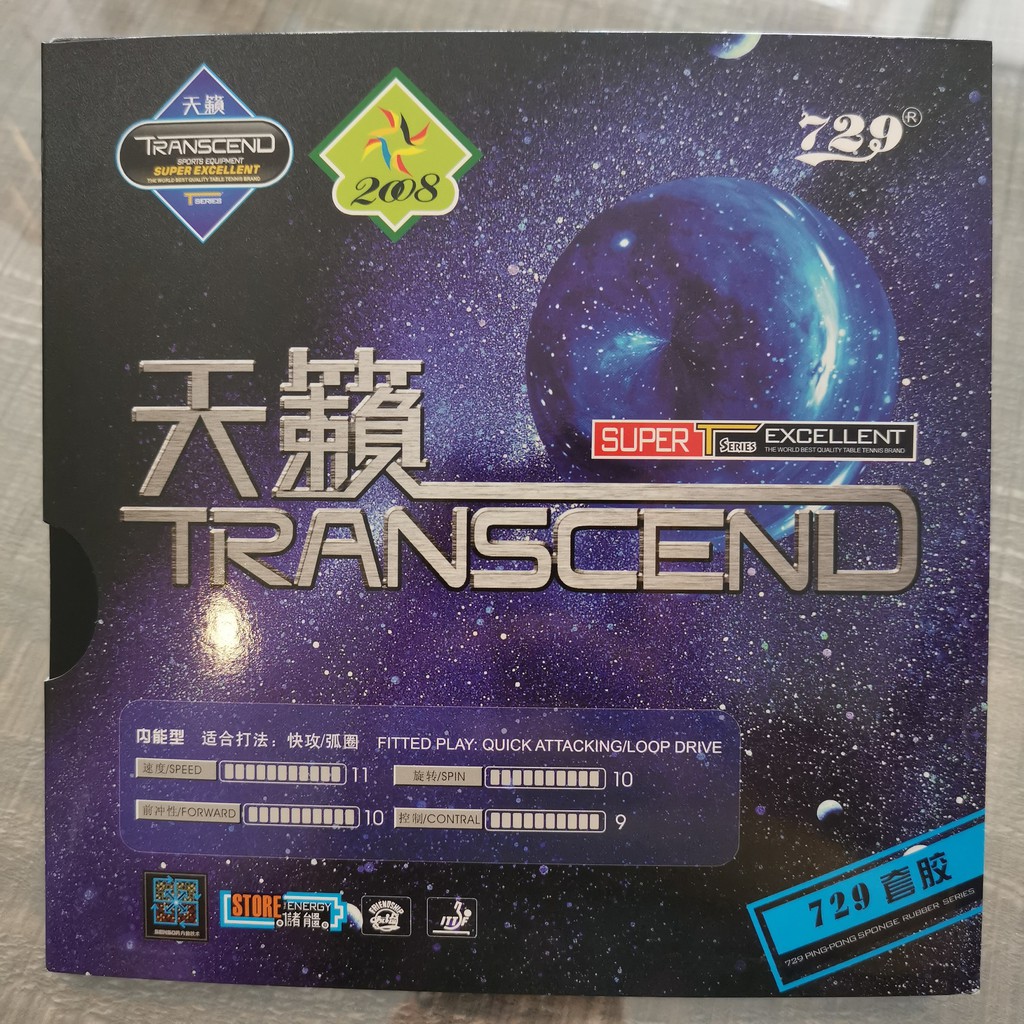 天籟
TRANSCEND
SPORTS EQUIPMENT
SUPER EXCELLENT
THE WORLD BEST QUALITY TABLE TENNIS BRAND
T SERIES
2008
729®
天籟
SUPER T SERIES EXCELLENT
THE WORLD BEST QUALITY TABLE TENNIS BRAND
TRANSCEND
内能型 适合打法：快攻/弧圈 FITTED PLAY: QUICK ATTACKING/LOOP DRIVE
速度/SPEED 11 旋转/SPIN 10
前冲性/FORWARD 10 控制/CONTRAL 9
STORE ENERGY
FRIENDSHIP
ITTF
729 套胶
729 PING-PONG SPONGE RUBBER SERIES